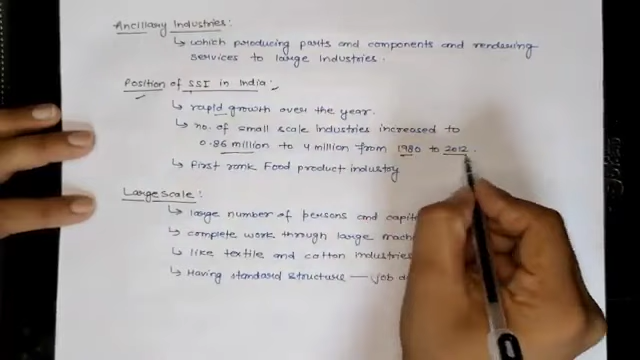 Ancillary Industries:
↳ which producing parts and components and rendering
services to large Industries.
Position of SSI in India:
↳ rapid growth over the year.
↳ no. of small scale Industries increased to
0.86 million to 4 million from 1980 to 2012.
↳ First rank Food product industry
Large scale:
↳ large number of persons and
↳ complete work through large
↳ like textile and cotton industries
↳ Having standard structure — job